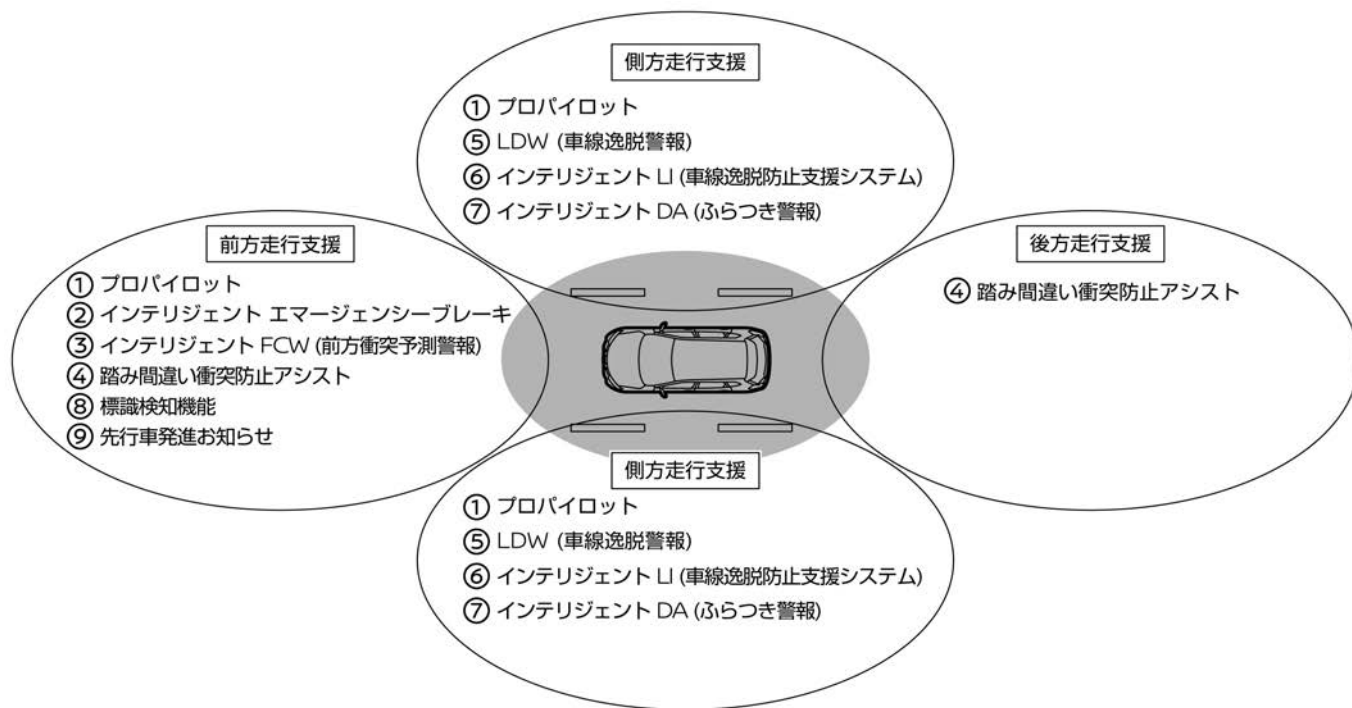 側方走行支援
① プロパイロット
⑤ LDW (車線逸脱警報)
⑥ インテリジェント LI (車線逸脱防止支援システム)
⑦ インテリジェント DA (ふらつき警報)
前方走行支援
① プロパイロット
② インテリジェント エマージェンシーブレーキ
③ インテリジェント FCW (前方衝突予測警報)
④ 踏み間違い衝突防止アシスト
⑧ 標識検知機能
⑨ 先行車発進お知らせ
後方走行支援
④ 踏み間違い衝突防止アシスト
側方走行支援
① プロパイロット
⑤ LDW (車線逸脱警報)
⑥ インテリジェント LI (車線逸脱防止支援システム)
⑦ インテリジェント DA (ふらつき警報)